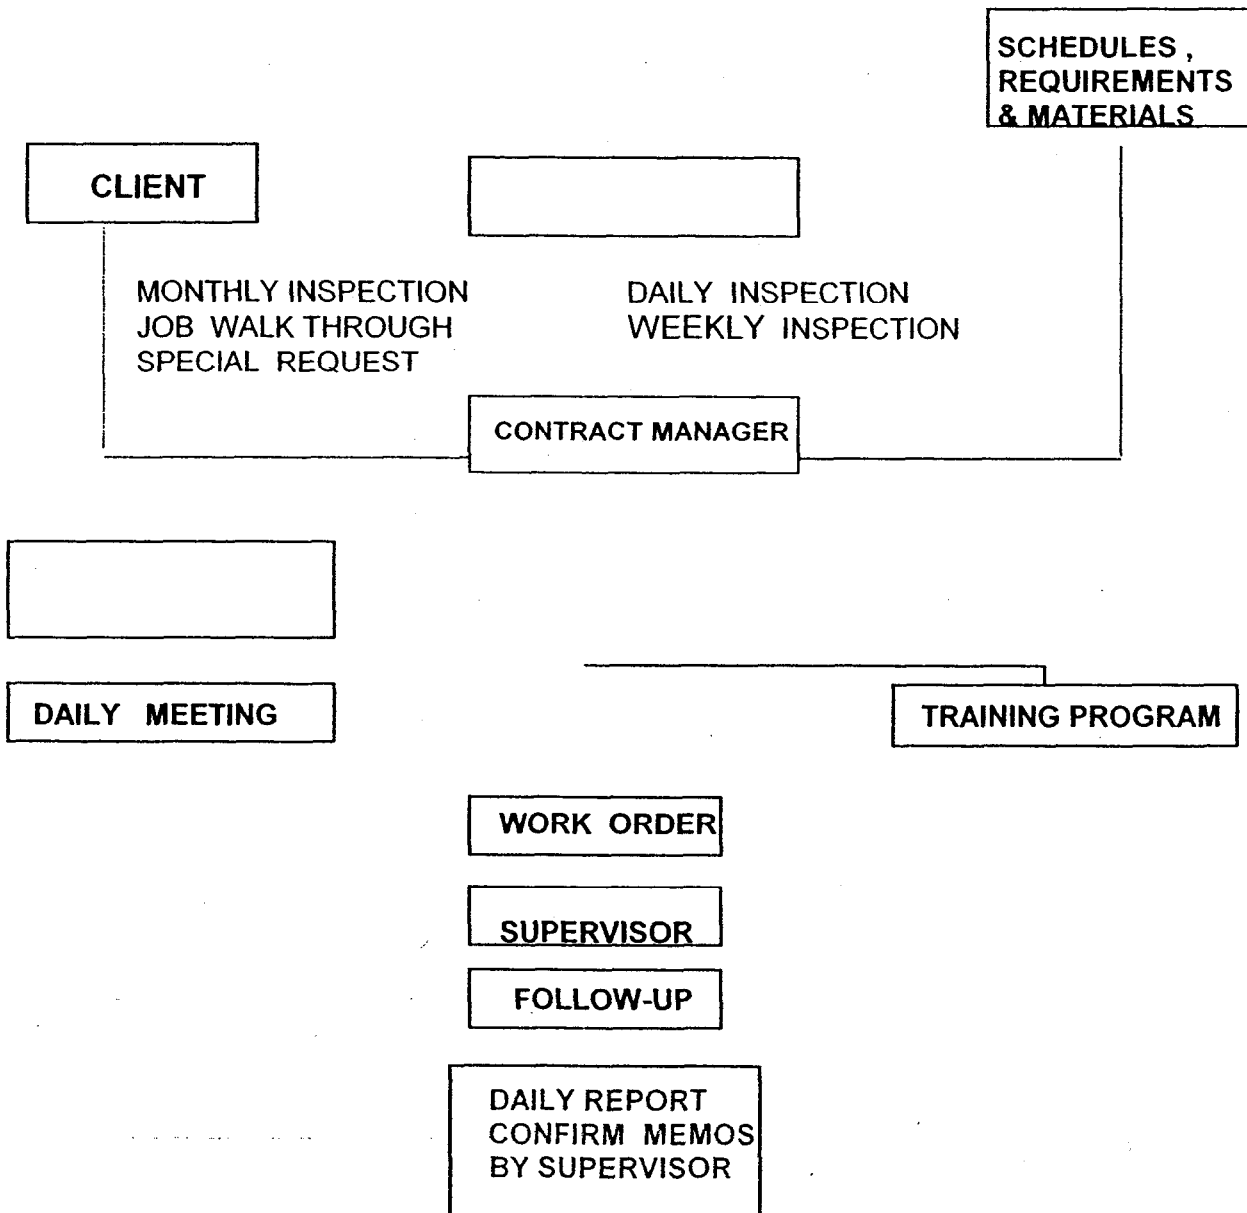 SCHEDULES ,
REQUIREMENTS
& MATERIALS
CLIENT
MONTHLY INSPECTION
JOB WALK THROUGH
SPECIAL REQUEST
DAILY INSPECTION
WEEKLY INSPECTION
CONTRACT MANAGER
DAILY MEETING
TRAINING PROGRAM
WORK ORDER
SUPERVISOR
FOLLOW-UP
DAILY REPORT
CONFIRM MEMOS
BY SUPERVISOR